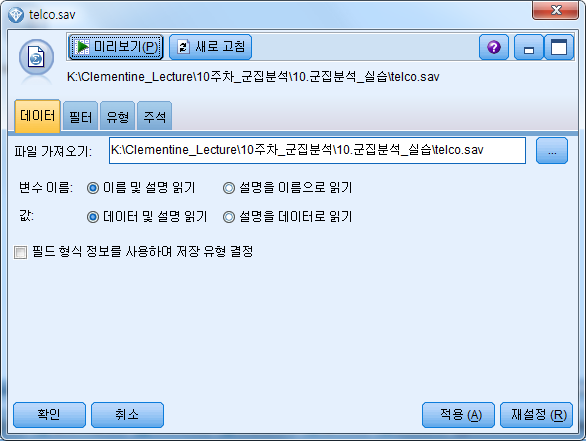 telco.sav
미리보기(P) 새로 고침
K:\Clementine_Lecture\10주차_군집분석\10.군집분석_실습\telco.sav
데이터 필터 유형 주석
파일 가져오기: K:\Clementine_Lecture\10주차_군집분석\10.군집분석_실습\telco.sav ...
변수 이름: 이름 및 설명 읽기 설명을 이름으로 읽기
값: 데이터 및 설명 읽기 설명을 데이터로 읽기
필드 형식 정보를 사용하여 저장 유형 결정
확인 취소 적용 (A) 재설정 (R)